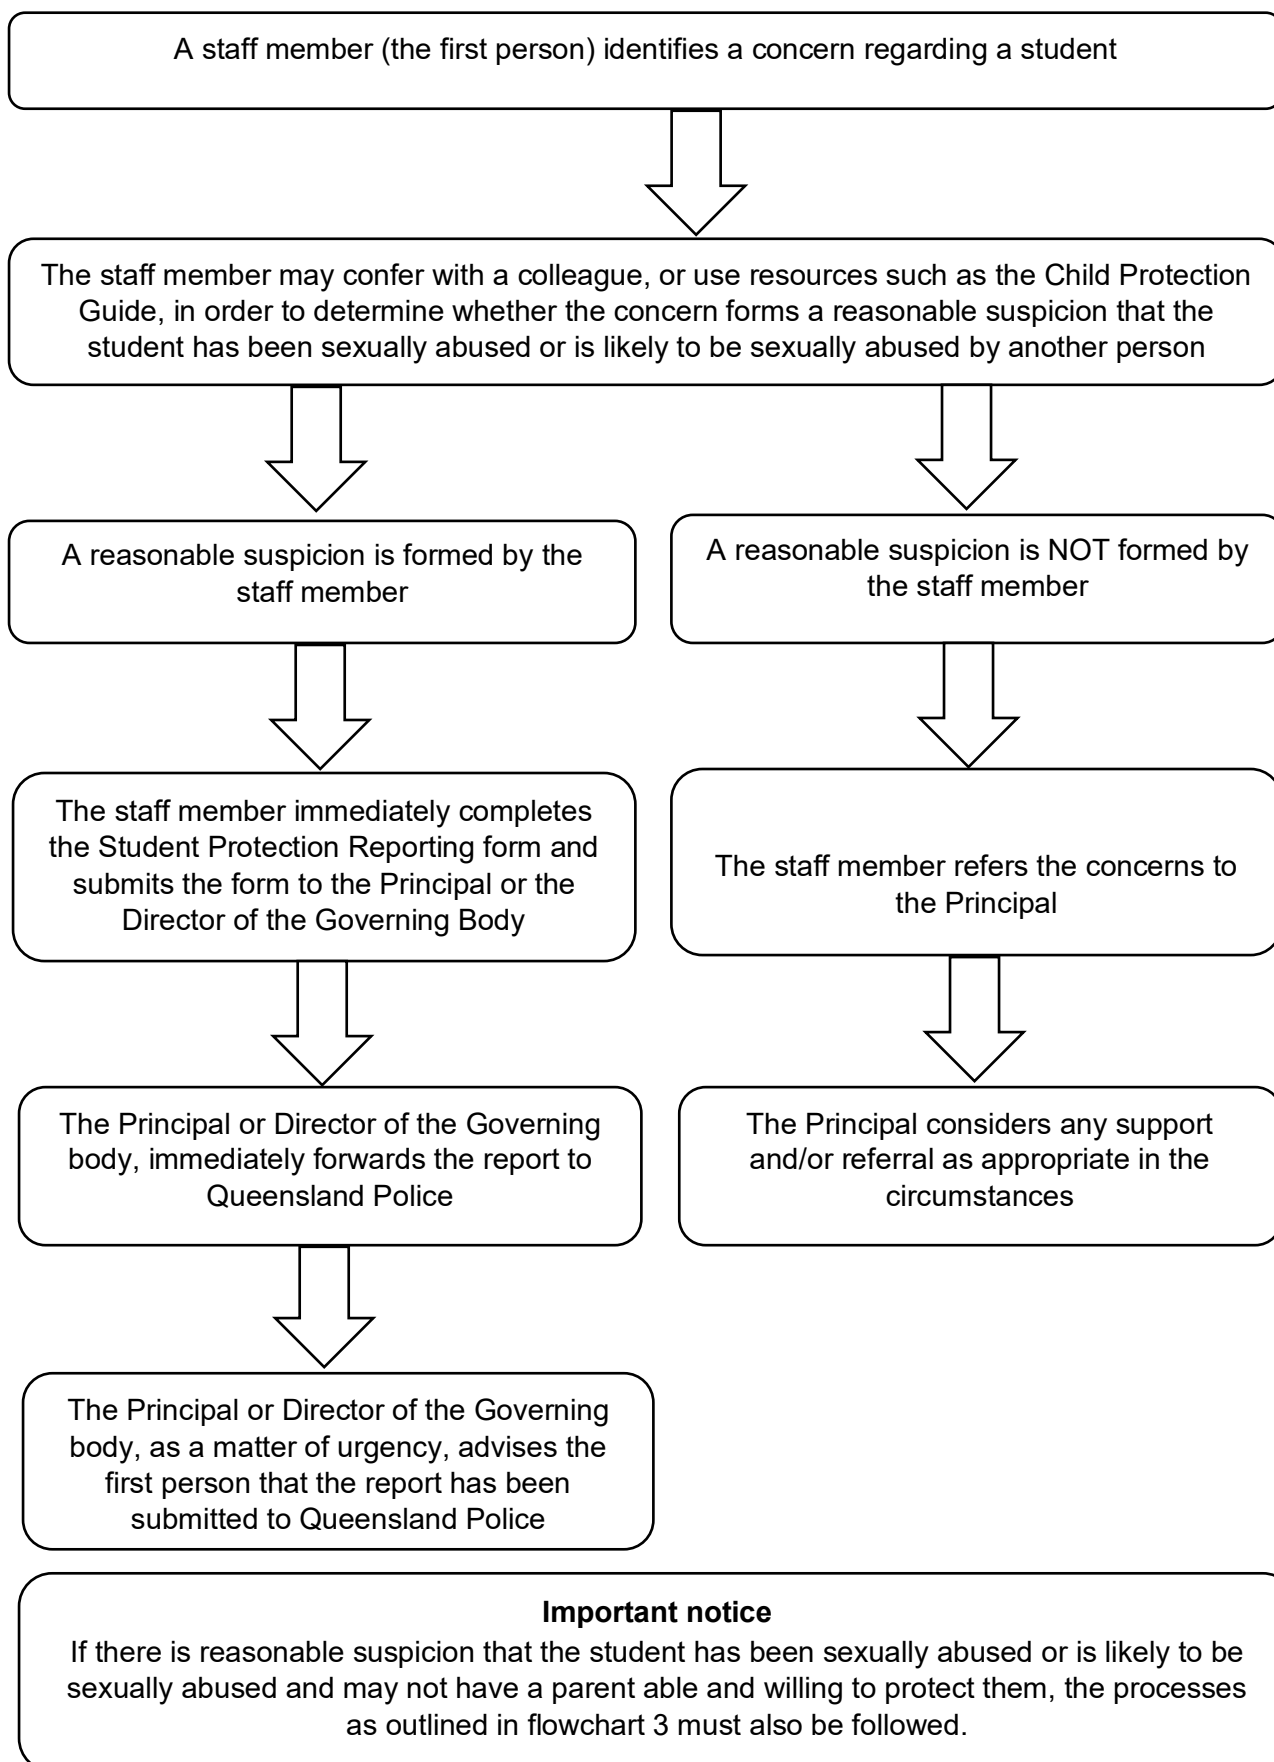 A staff member (the first person) identifies a concern regarding a student
The staff member may confer with a colleague, or use resources such as the Child Protection
Guide, in order to determine whether the concern forms a reasonable suspicion that the
student has been sexually abused or is likely to be sexually abused by another person
A reasonable suspicion is formed by the
staff member
A reasonable suspicion is NOT formed by
the staff member
The staff member immediately completes
the Student Protection Reporting form and
submits the form to the Principal or the
Director of the Governing Body
The staff member refers the concerns to
the Principal
The Principal or Director of the Governing
body, immediately forwards the report to
Queensland Police
The Principal considers any support
and/or referral as appropriate in the
circumstances
The Principal or Director of the Governing
body, as a matter of urgency, advises the
first person that the report has been
submitted to Queensland Police
Important notice
If there is reasonable suspicion that the student has been sexually abused or is likely to be
sexually abused and may not have a parent able and willing to protect them, the processes
as outlined in flowchart 3 must also be followed.